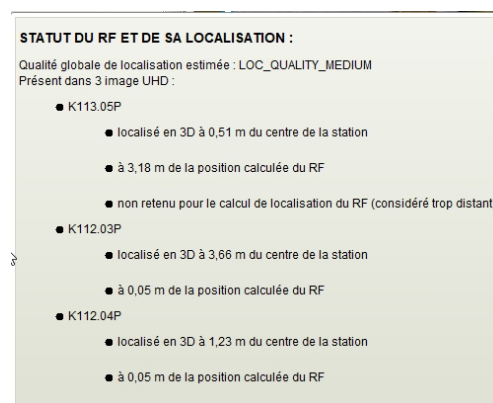 STATUT DU RF ET DE SA LOCALISATION :
Qualité globale de localisation estimée : LOC_QUALITY_MEDIUM
Présent dans 3 image UHD :
K113.05P
localisé en 3D à 0,51 m du centre de la station
à 3,18 m de la position calculée du RF
non retenu pour le calcul de localisation du RF (considéré trop distant
K112.03P
localisé en 3D à 3,66 m du centre de la station
à 0,05 m de la position calculée du RF
K112.04P
localisé en 3D à 1,23 m du centre de la station
à 0,05 m de la position calculée du RF